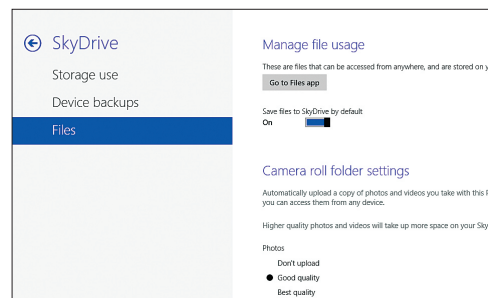 SkyDrive
Storage use
Device backups
Files
Manage file usage
These are files that can be accessed from anywhere, and are stored on y
Go to Files app
Save files to SkyDrive by default
On
Camera roll folder settings
Automatically upload a copy of photos and videos you take with this P
you can access them from any device.
Higher quality photos and videos will take up more space on your Sky
Photos
Don't upload
Good quality
Best quality